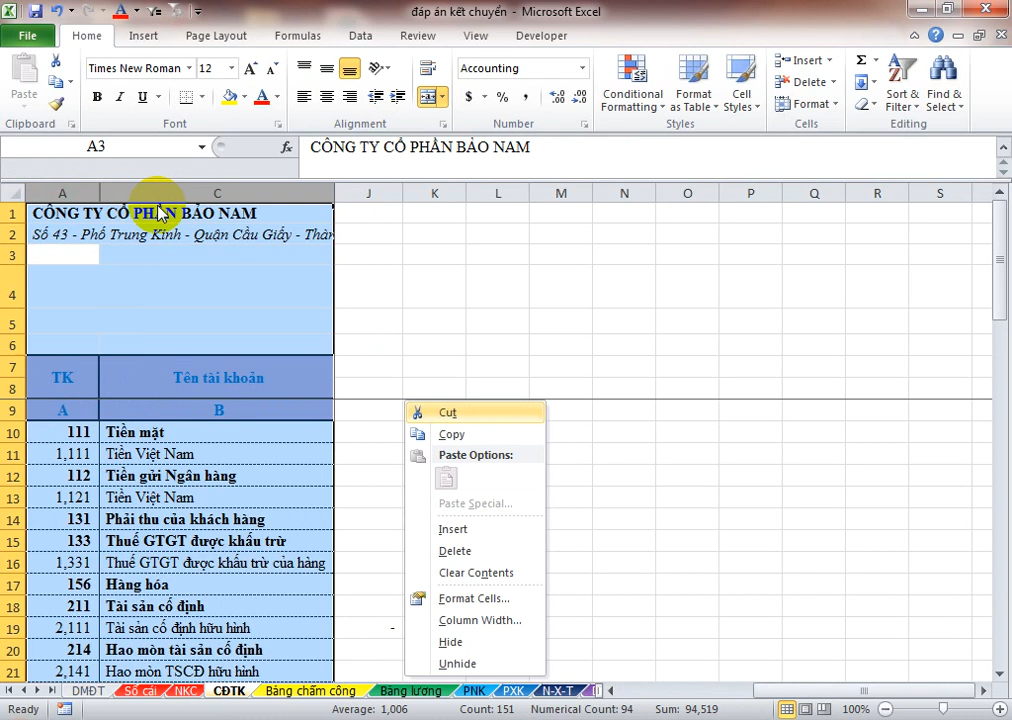 đáp án kết chuyển - Microsoft Excel
File Home Insert Page Layout Formulas Data Review View Developer
Paste
Clipboard
Times New Roman 12
B I U A
Font
Alignment
Accounting
$ % ,
Number
Conditional Formatting
Format as Table
Cell Styles
Styles
Insert
Delete
Format
Cells
Sort & Filter
Find & Select
Editing
A3 fx CÔNG TY CỔ PHẦN BẢO NAM
A C J K L M N O P Q R S
1 CÔNG TY CỔ PHẦN BẢO NAM
2 Số 43 - Phố Trung Kính - Quận Cầu Giấy - Thàn
3
4
5
6
7 TK Tên tài khoản
8
9 A B
10 111 Tiền mặt
11 1,111 Tiền Việt Nam
12 112 Tiền gửi Ngân hàng
13 1,121 Tiền Việt Nam
14 131 Phải thu của khách hàng
15 133 Thuế GTGT được khấu trừ
16 1,331 Thuế GTGT được khấu trừ của hàng
17 156 Hàng hóa
18 211 Tài sản cố định
19 2,111 Tài sản cố định hữu hình -
20 214 Hao mòn tài sản cố định
21 2,141 Hao mòn TSCĐ hữu hình
Cut
Copy
Paste Options:
Paste Special...
Insert
Delete
Clear Contents
Format Cells...
Column Width...
Hide
Unhide
DMĐT Sổ cái NKC CĐTK Bảng chấm công Bảng lương PNK PXK N-X-T
Ready Average: 1,006 Count: 151 Numerical Count: 94 Sum: 94,519 100%